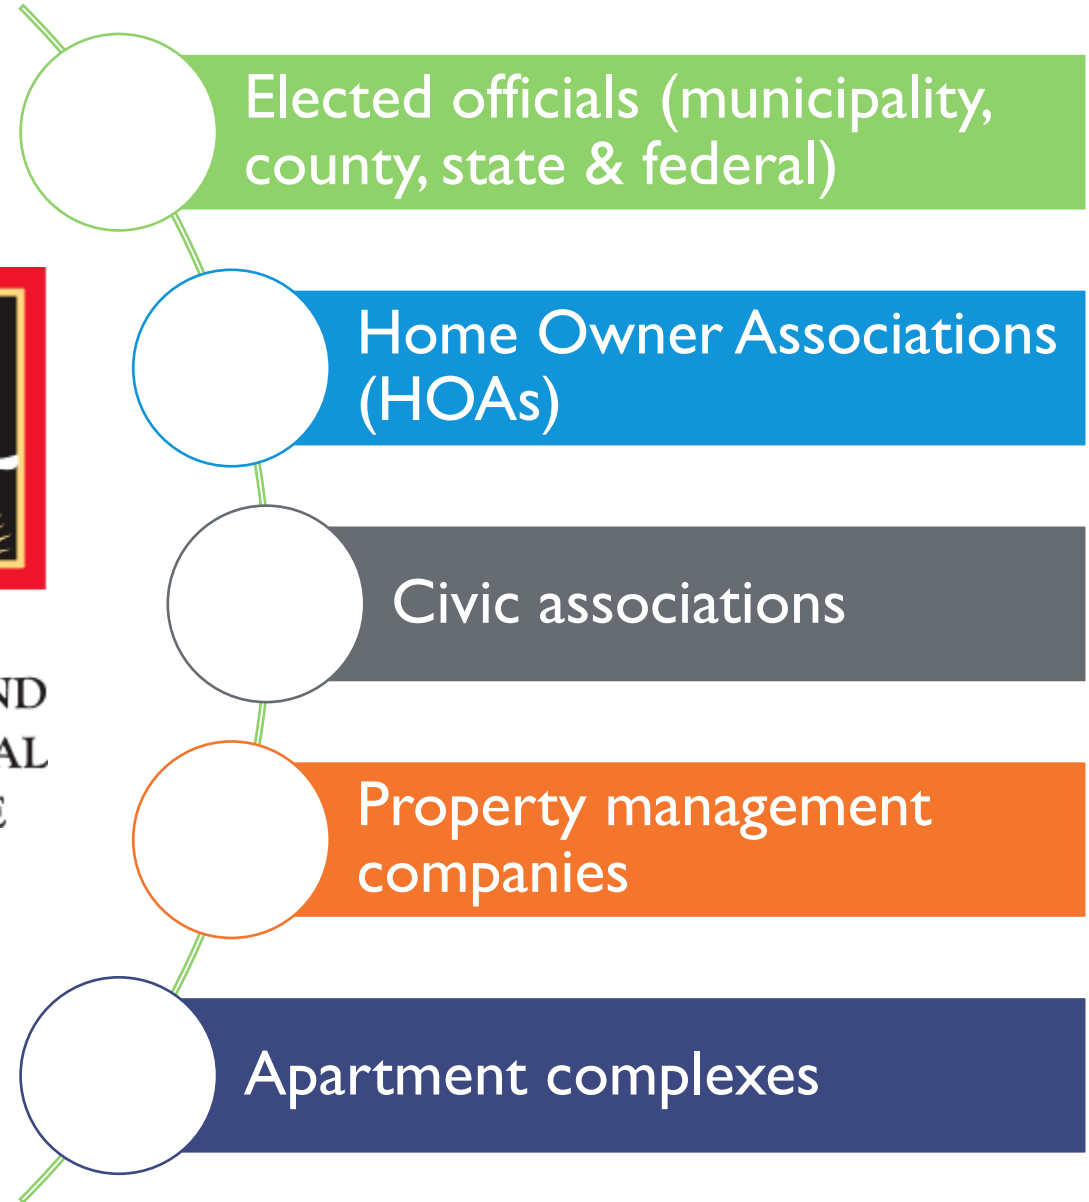 Elected officials (municipality,
county, state & federal)
Home Owner Associations
(HOAs)
Civic associations
Property management
companies
Apartment complexes